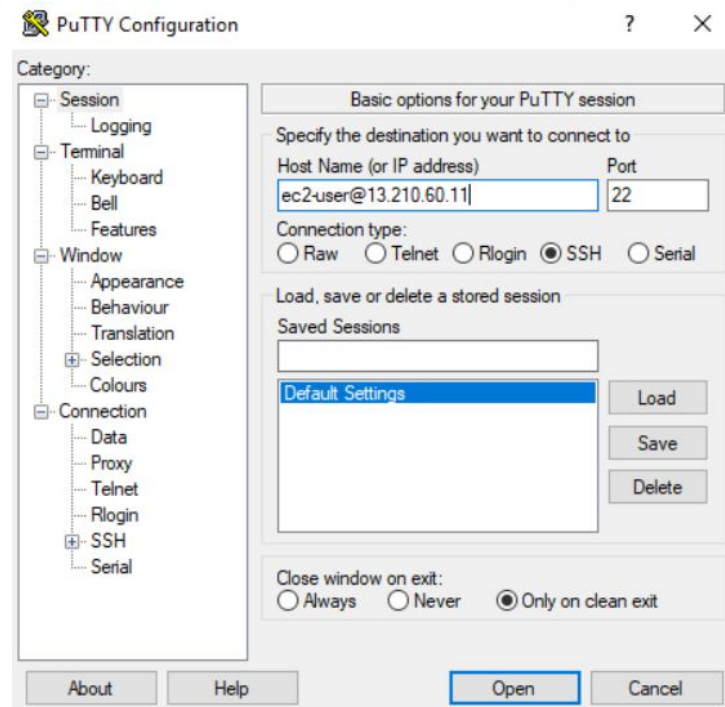 PuTTY Configuration
? X
Category:
Session
Logging
Terminal
Keyboard
Bell
Features
Window
Appearance
Behaviour
Translation
Selection
Colours
Connection
Data
Proxy
Telnet
Rlogin
SSH
Serial
Basic options for your PuTTY session
Specify the destination you want to connect to
Host Name (or IP address) Port
ec2-user@13.210.60.11 22
Connection type:
Raw Telnet Rlogin SSH Serial
Load, save or delete a stored session
Saved Sessions
Default Settings
Load
Save
Delete
Close window on exit:
Always Never Only on clean exit
About Help Open Cancel